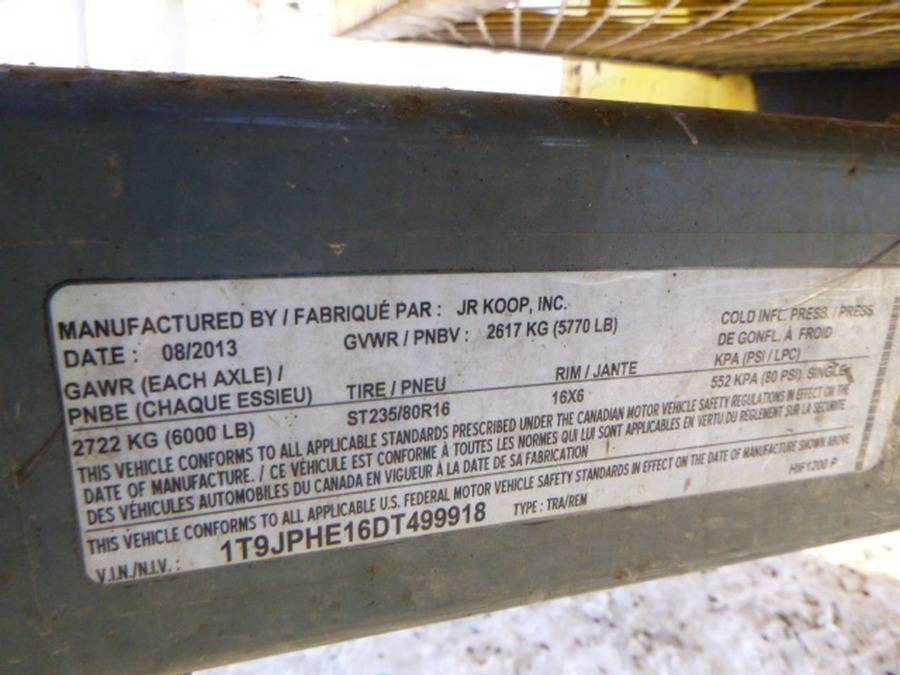 MANUFACTURED BY / FABRIQUÉ PAR : JR KOOP, INC.
DATE : 08/2013 GVWR / PNBV : 2617 KG (5770 LB)
COLD INFL. PRESS. / PRESS.
DE GONFL. À FROID
KPA (PSI / LPC)
GAWR (EACH AXLE) /
PNBE (CHAQUE ESSIEU) TIRE / PNEU RIM / JANTE
2722 KG (6000 LB) ST235/80R16 16X6 552 KPA (80 PSI) SINGLE
THIS VEHICLE CONFORMS TO ALL APPLICABLE STANDARDS PRESCRIBED UNDER THE CANADIAN MOTOR VEHICLE SAFETY REGULATIONS IN EFFECT ON THE
DATE OF MANUFACTURE. / CE VÉHICULE EST CONFORME À TOUTES LES NORMES QUI LUI SONT APPLICABLES EN VERTU DU RÉGLEMENT SUR LA SÉCURITÉ
DES VÉHICULES AUTOMOBILES DU CANADA EN VIGUEUR À LA DATE DE SA FABRICATION
THIS VEHICLE CONFORMS TO ALL APPLICABLE U.S. FEDERAL MOTOR VEHICLE SAFETY STANDARDS IN EFFECT ON THE DATE OF MANUFACTURE SHOWN ABOVE
V.I.N./N.I.V. : 1T9JPHE16DT499918 TYPE : TRA/REM HIF1200 P